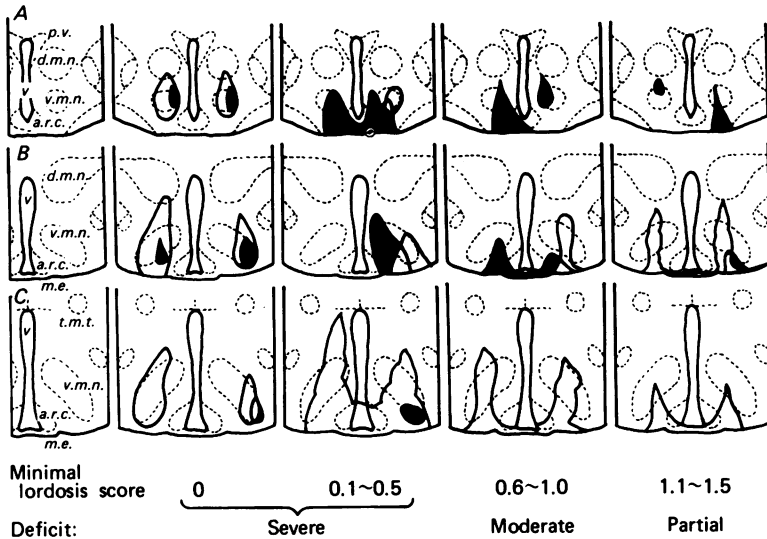 A
p.v.
d.m.n.
v
v.m.n.
a.r.c.
B
d.m.n.
v
v.m.n.
a.r.c.
m.e.
C
t.m.t.
v
v.m.n.
a.r.c.
m.e.
Minimal
lordosis score 0 0.1~0.5 0.6~1.0 1.1~1.5
Deficit: Severe Moderate Partial